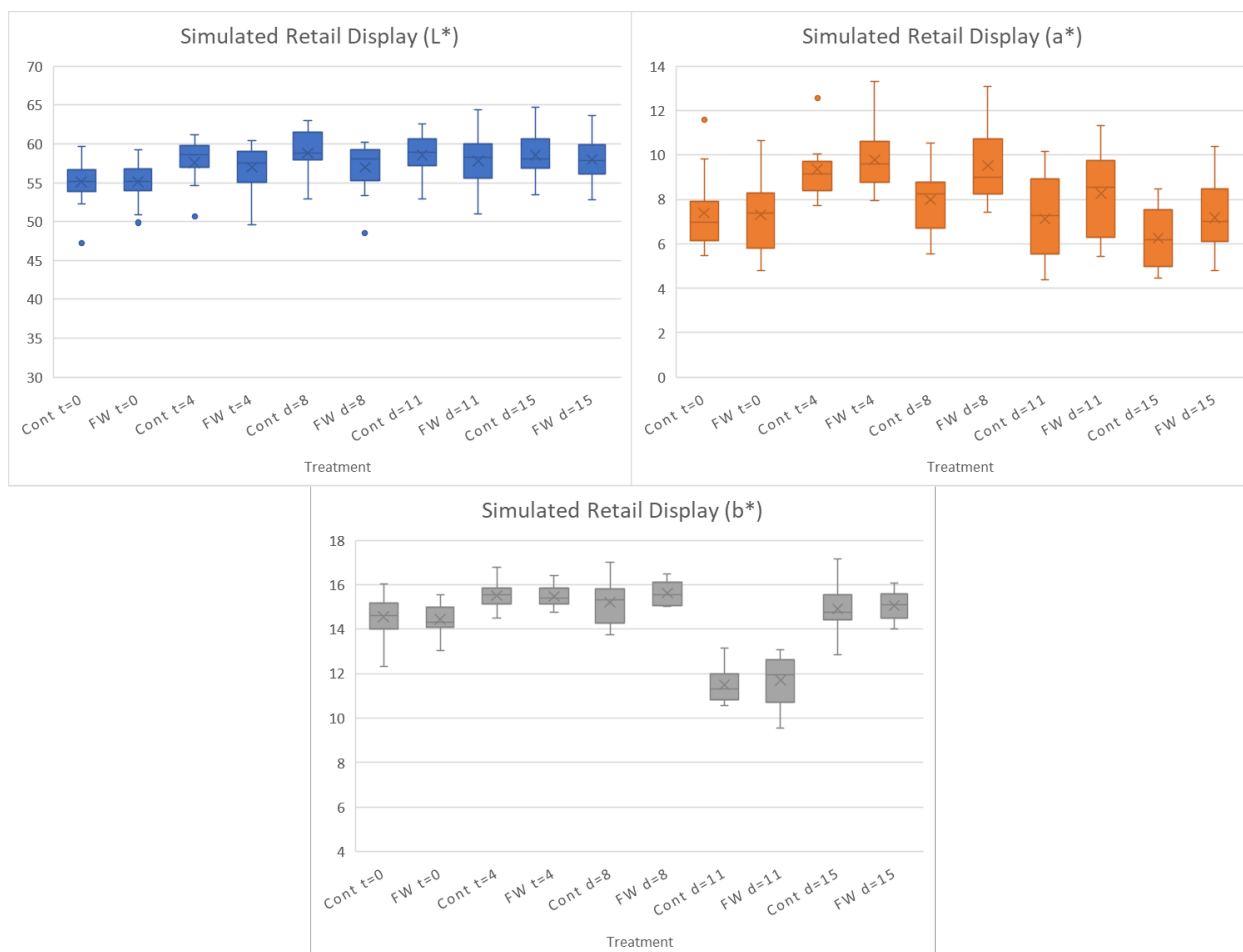 Simulated Retail Display (L*)
70
65
60
55
50
45
40
35
30
Cont t=0
FW t=0
Cont t=4
FW t=4
Cont d=8
FW d=8
Cont d=11
FW d=11
Cont d=15
FW d=15
Treatment
Simulated Retail Display (a*)
14
12
10
8
6
4
2
0
Cont t=0
FW t=0
Cont t=4
FW t=4
Cont d=8
FW d=8
Cont d=11
FW d=11
Cont d=15
FW d=15
Treatment
Simulated Retail Display (b*)
18
16
14
12
10
8
6
4
Cont t=0
FW t=0
Cont t=4
FW t=4
Cont d=8
FW d=8
Cont d=11
FW d=11
Cont d=15
FW d=15
Treatment